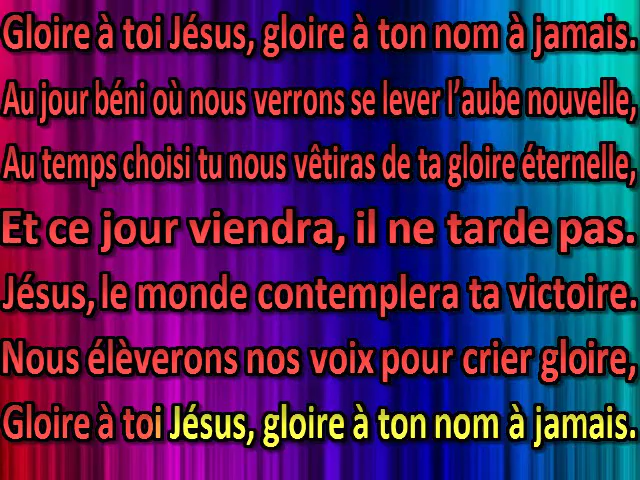 Gloire à toi Jésus, gloire à ton nom à jamais.
Au jour béni où nous verrons se lever l’aube nouvelle,
Au temps choisi tu nous vêtiras de ta gloire éternelle,
Et ce jour viendra, il ne tarde pas.
Jésus, le monde contemplera ta victoire.
Nous élèverons nos voix pour crier gloire,
Gloire à toi Jésus, gloire à ton nom à jamais.